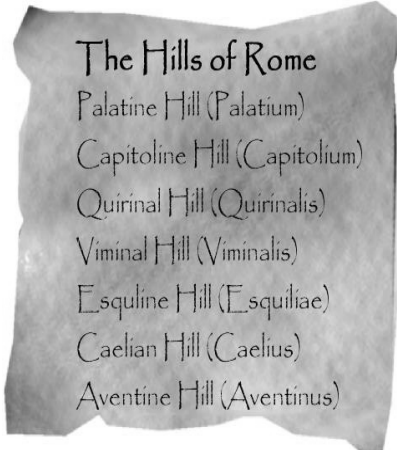 The Hills of Rome
Palatine Hill (Palatium)
Capitoline Hill (Capitolium)
Quirinal Hill (Quirinalis)
Viminal Hill (Viminalis)
Esquline Hill (Esquiliae)
Caelian Hill (Caelius)
Aventine Hill (Aventinus)